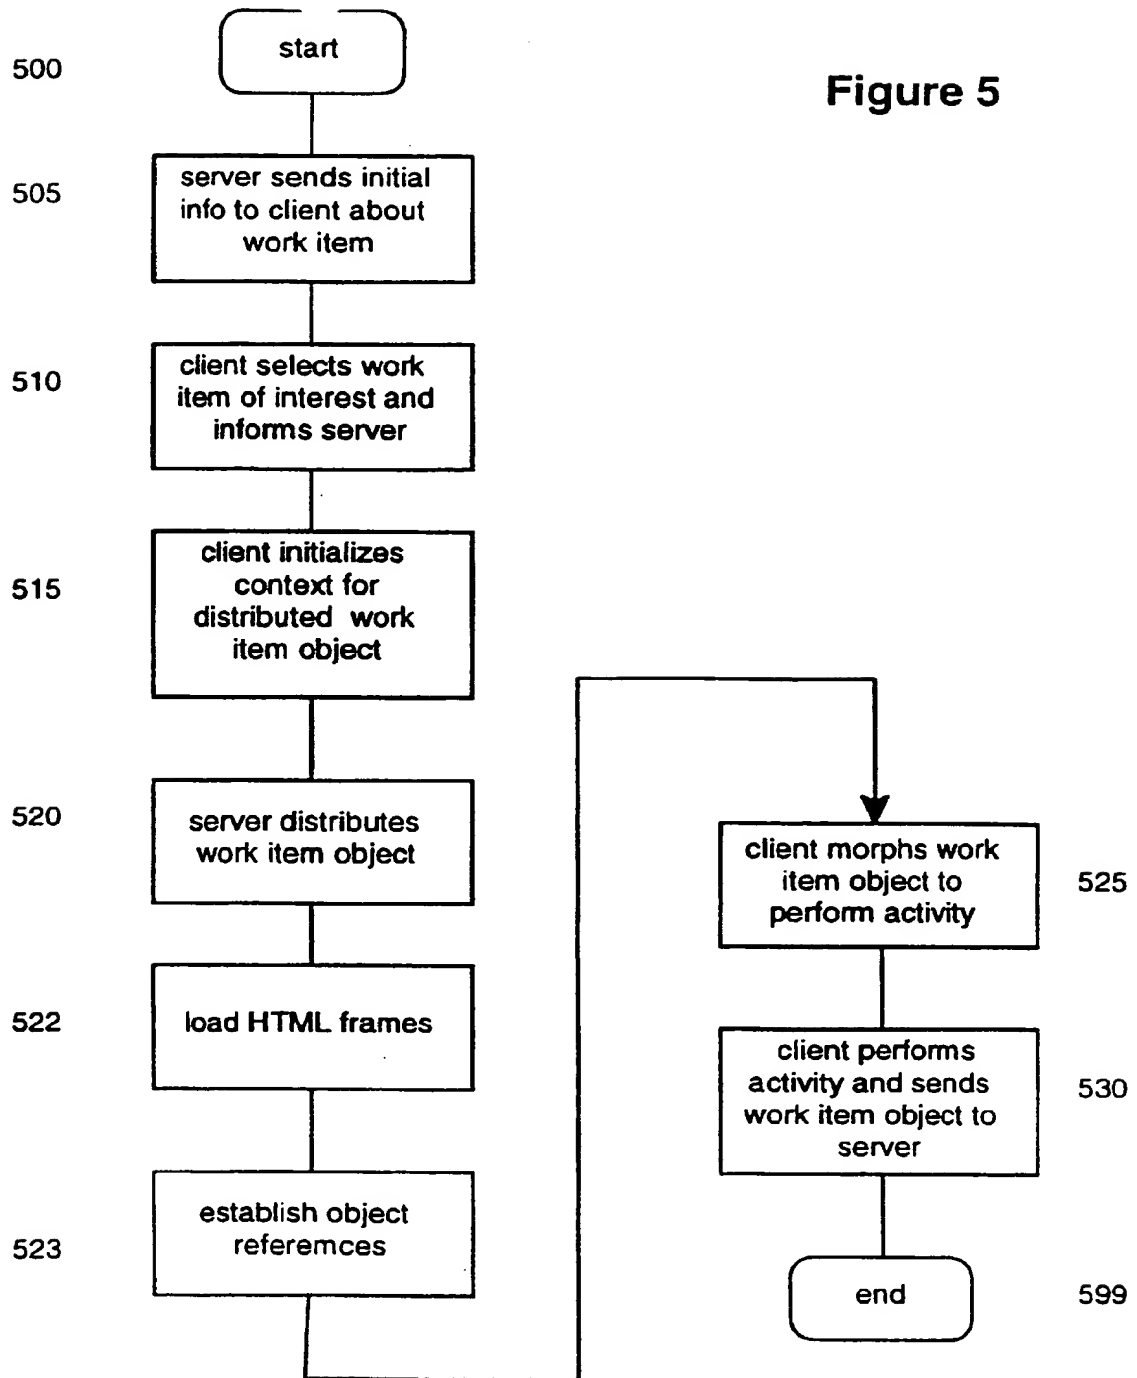 Figure 5
500
start
505
server sends initial
info to client about
work item
510
client selects work
item of interest and
informs server
515
client initializes
context for
distributed work
item object
520
server distributes
work item object
522
load HTML frames
523
establish object
referemces
client morphs work
item object to
perform activity
525
client performs
activity and sends
work item object to
server
530
end
599